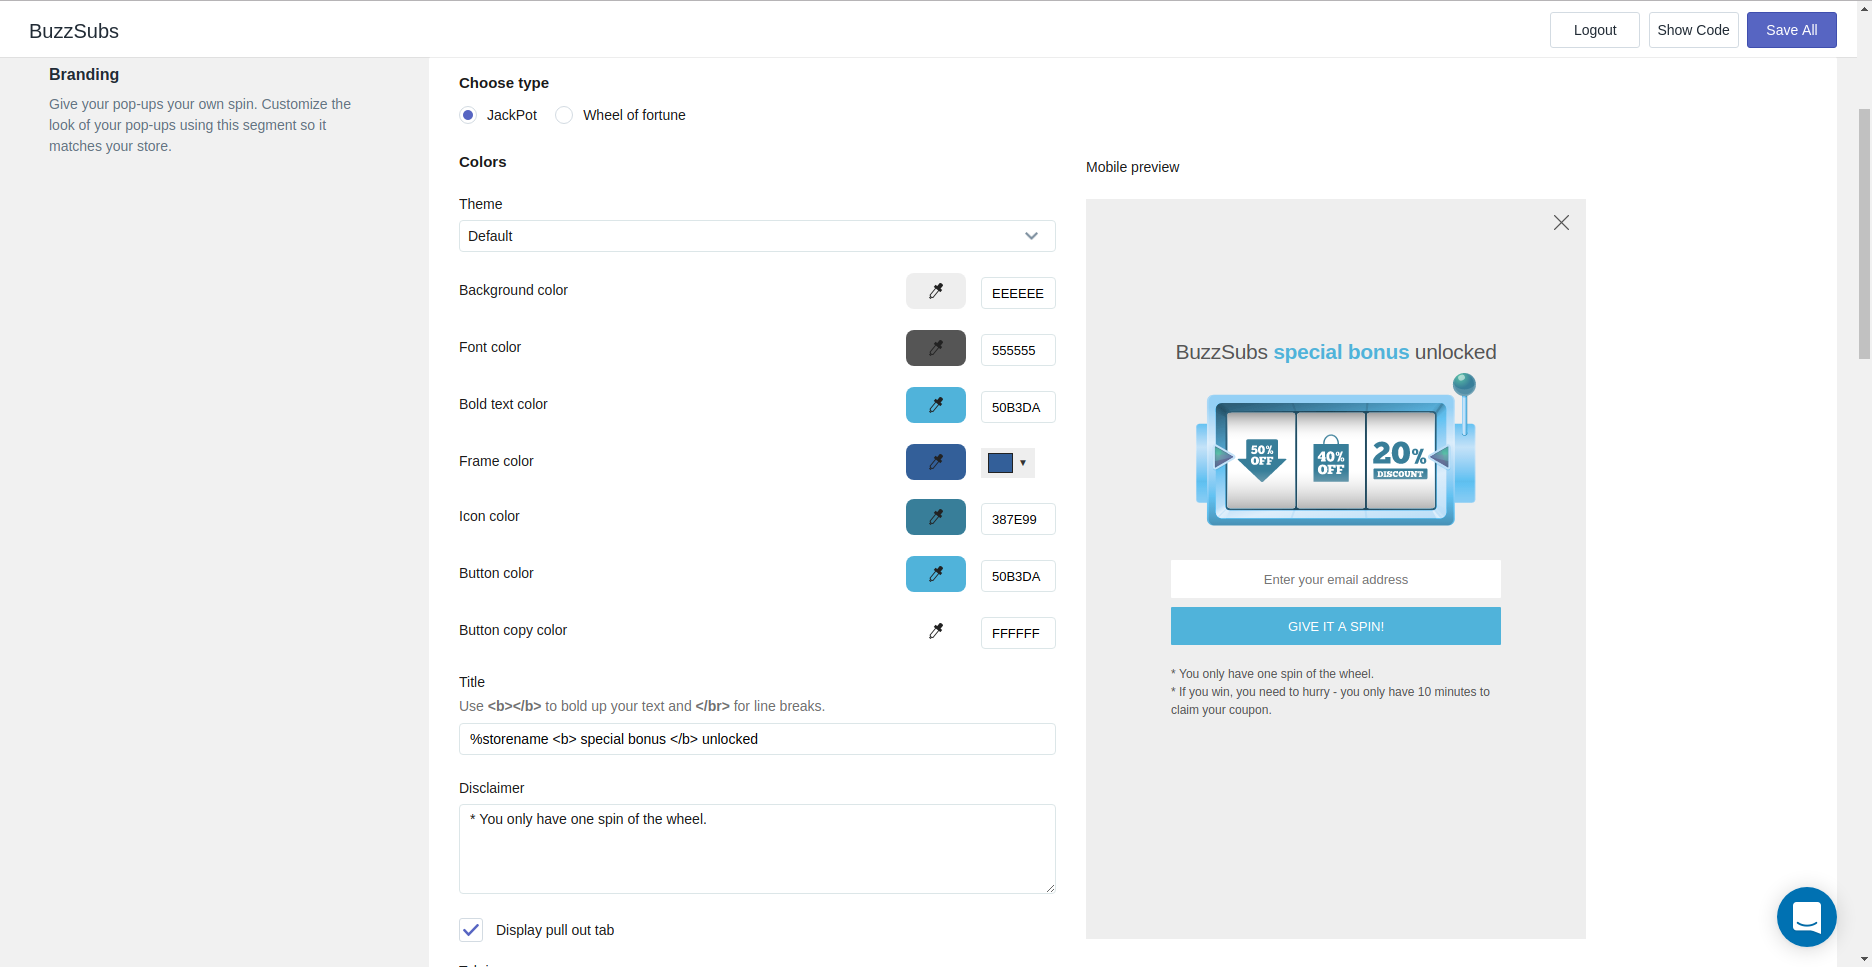 BuzzSubs
Logout
Show Code
Save All
Branding
Give your pop-ups your own spin. Customize the
look of your pop-ups using this segment so it
matches your store.
Choose type
JackPot
Wheel of fortune
Colors
Theme
Default
Background color
EEEEEE
Font color
555555
Bold text color
50B3DA
Frame color
Icon color
387E99
Button color
50B3DA
Button copy color
FFFFFF
Title
Use <b></b> to bold up your text and </br> for line breaks.
%storename <b> special bonus </b> unlocked
Disclaimer
* You only have one spin of the wheel.
Display pull out tab
Mobile preview
BuzzSubs special bonus unlocked
50%
OFF
40%
OFF
20%
DISCOUNT
Enter your email address
GIVE IT A SPIN!
* You only have one spin of the wheel.
* If you win, you need to hurry - you only have 10 minutes to
claim your coupon.